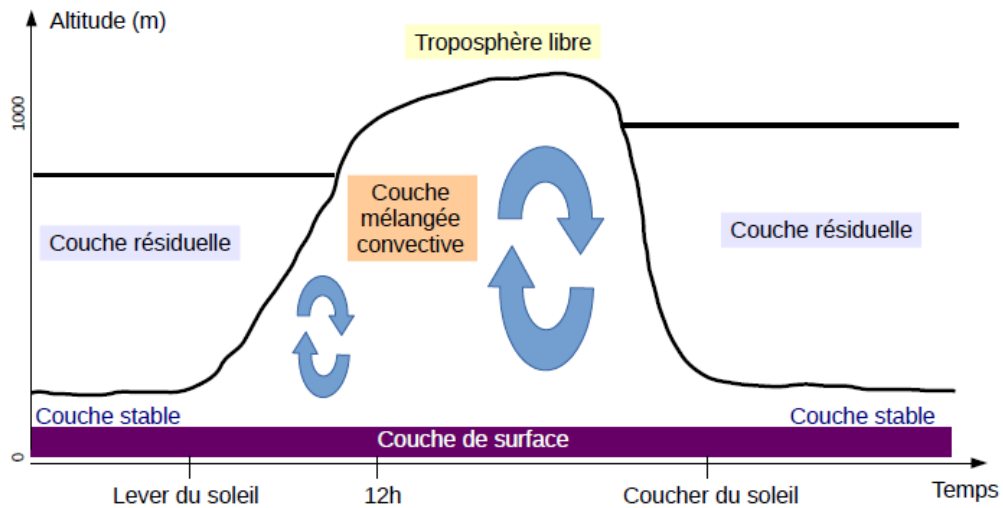 Altitude (m)
Troposphère libre
1000
Couche
mélangée
convective
Couche résiduelle
Couche résiduelle
Couche stable
Couche stable
Couche de surface
0
Lever du soleil
12h
Coucher du soleil
Temps